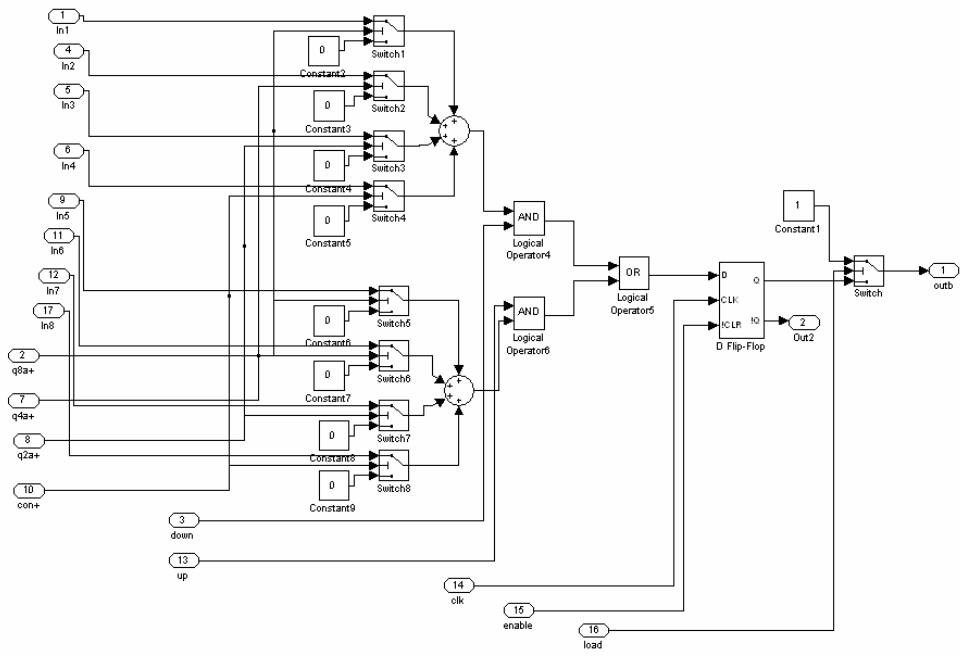 1
In1
0
Constant2
Switch1
4
In2
0
Constant3
Switch2
5
In3
0
Constant4
Switch3
6
In4
0
Constant5
Switch4
+
+
+
+
9
In5
11
In6
12
In7
17
In8
0
Constant6
Switch5
2
q8a+
0
Constant7
Switch6
7
q4a+
0
Constant8
Switch7
8
q2a+
0
Constant9
Switch8
10
con+
+
+
+
+
3
down
13
up
AND
Logical
Operator4
AND
Logical
Operator6
OR
Logical
Operator5
D
Q
CLK
!CLR
!Q
D Flip-Flop
1
Constant1
Switch
1
outb
2
Out2
14
clk
15
enable
16
load